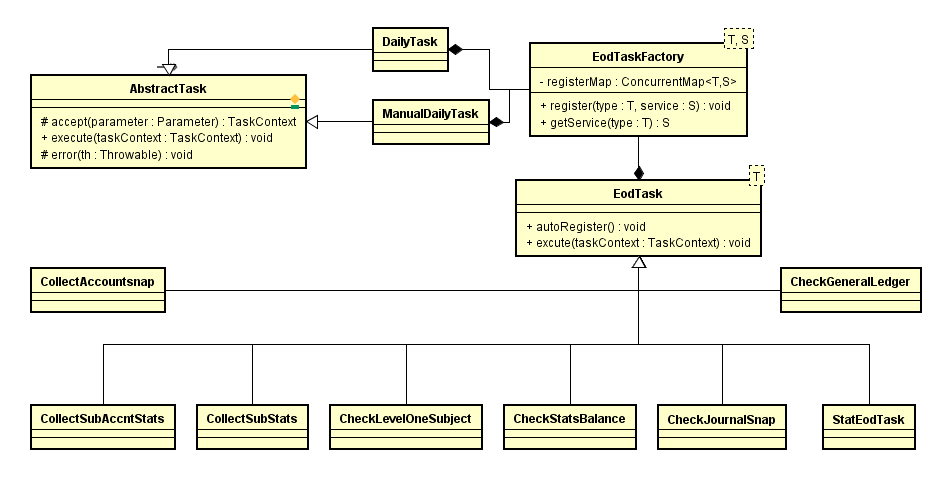 DailyTask
T, S
EodTaskFactory
- registerMap : ConcurrentMap<T,S>
+ register(type : T, service : S) : void
+ getService(type : T) : S
AbstractTask
# accept(parameter : Parameter) : TaskContext
+ execute(taskContext : TaskContext) : void
# error(th : Throwable) : void
ManualDailyTask
T
EodTask
+ autoRegister() : void
+ excute(taskContext : TaskContext) : void
CollectAccountsnap
CheckGeneralLedger
CollectSubAccntStats
CollectSubStats
CheckLevelOneSubject
CheckStatsBalance
CheckJournalSnap
StatEodTask